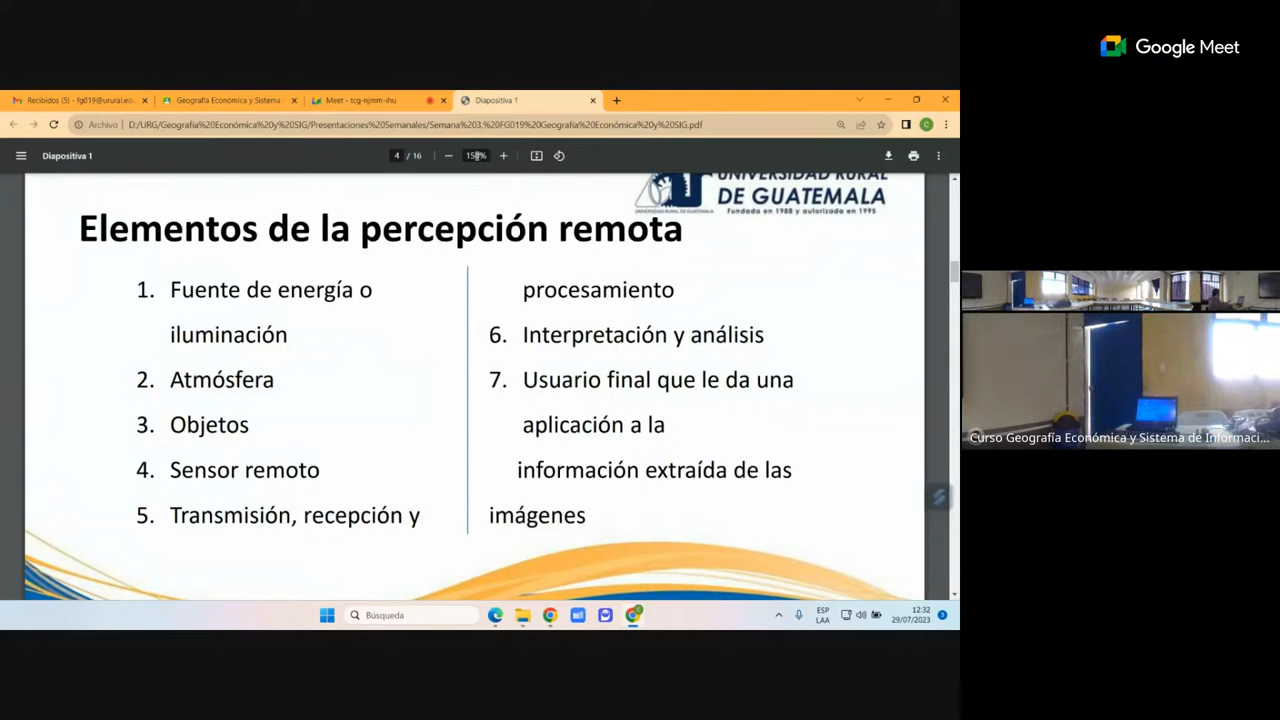 Google Meet
Recibidos (5) - fg019@urural.ed...
Geografía Económica y Sistema
Meet - tcg-njmm-ihu
Diapositiva 1
Archivo
D:/URG/Geografía%20Económica%20y%20SIG/Presentaciones%20Semanales/Semana%203,%20FG019%20Geografía%20Económica%20y%20SIG.pdf
Diapositiva 1
4 / 16
150%
UNIVERSIDAD RURAL
DE GUATEMALA
Fundada en 1988 y autorizada en 1995
Elementos de la percepción remota
1. Fuente de energía o
iluminación
2. Atmósfera
3. Objetos
4. Sensor remoto
5. Transmisión, recepción y
procesamiento
6. Interpretación y análisis
7. Usuario final que le da una
aplicación a la
información extraída de las
imágenes
Curso Geografía Económica y Sistema de Informaci...
Búsqueda
ESP
LAA
12:32
29/07/2023